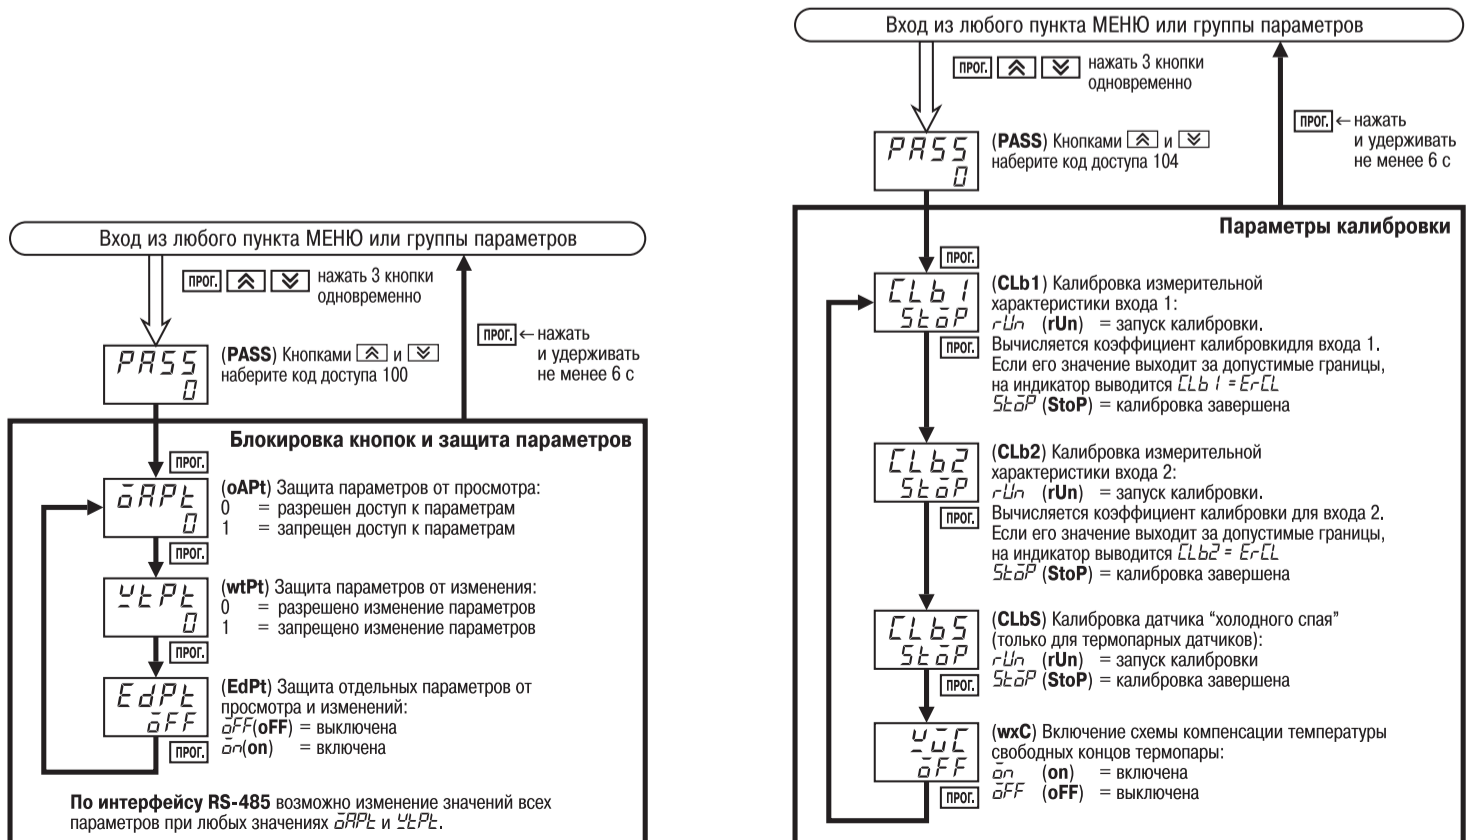 Вход из любого пункта МЕНЮ или группы параметров
ПРОГ. нажать 3 кнопки
одновременно
ПРОГ. ← нажать
и удерживать
не менее 6 с
PASS
0
(PASS) Кнопками и
наберите код доступа 100
Блокировка кнопок и защита параметров
ПРОГ.
oAPt
0
(oAPt) Защита параметров от просмотра:
0 = разрешен доступ к параметрам
1 = запрещен доступ к параметрам
ПРОГ.
wtPt
0
(wtPt) Защита параметров от изменения:
0 = разрешено изменение параметров
1 = запрещено изменение параметров
ПРОГ.
EdPt
oFF
(EdPt) Защита отдельных параметров от
просмотра и изменений:
oFF(oFF) = выключена
on(on) = включена
ПРОГ.
По интерфейсу RS-485 возможно изменение значений всех
параметров при любых значениях oAPt и wtPt.
Вход из любого пункта МЕНЮ или группы параметров
ПРОГ. нажать 3 кнопки
одновременно
ПРОГ. ← нажать
и удерживать
не менее 6 с
PASS
0
(PASS) Кнопками и
наберите код доступа 104
Параметры калибровки
ПРОГ.
CLb1
StoP
(CLb1) Калибровка измерительной
характеристики входа 1:
rUn (rUn) = запуск калибровки.
ПРОГ.
Вычисляется коэффициент калибровкидля входа 1.
Если его значение выходит за допустимые границы,
на индикатор выводится CLb1 = ErCL
StoP (StoP) = калибровка завершена
CLb2
StoP
(CLb2) Калибровка измерительной
характеристики входа 2:
rUn (rUn) = запуск калибровки.
ПРОГ.
Вычисляется коэффициент калибровки для входа 2.
Если его значение выходит за допустимые границы,
на индикатор выводится CLb2 = ErCL
StoP (StoP) = калибровка завершена
CLbS
StoP
(CLbS) Калибровка датчика “холодного спая”
(только для термопарных датчиков):
rUn (rUn) = запуск калибровки
StoP (StoP) = калибровка завершена
ПРОГ.
oFF
(wxC) Включение схемы компенсации температуры
свободных концов термопары:
on (on) = включена
oFF (oFF) = выключена
ПРОГ.